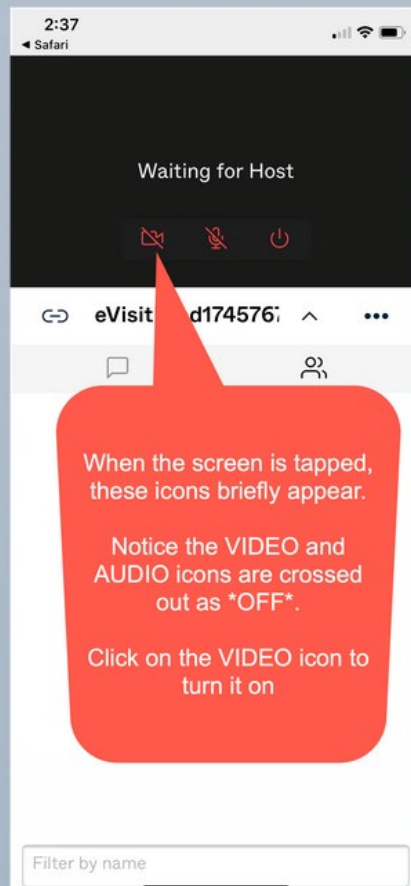 2:37
◀ Safari
Waiting for Host
eVisit
d1745767
When the screen is tapped,
these icons briefly appear.
Notice the VIDEO and
AUDIO icons are crossed
out as *OFF*.
Click on the VIDEO icon to
turn it on
Filter by name